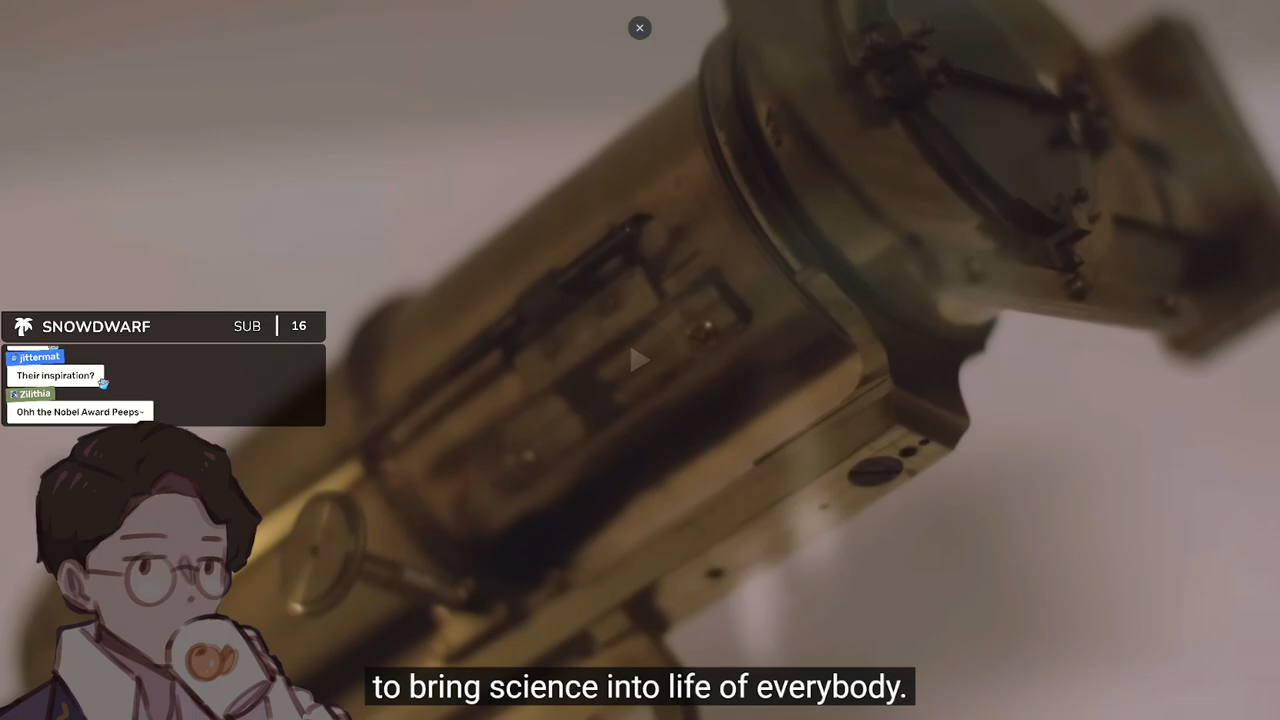 SNOWDWARF SUB | 16
jittermat
Their inspiration?
Zilithia
Ohh the Nobel Award Peeps~
to bring science into life of everybody.